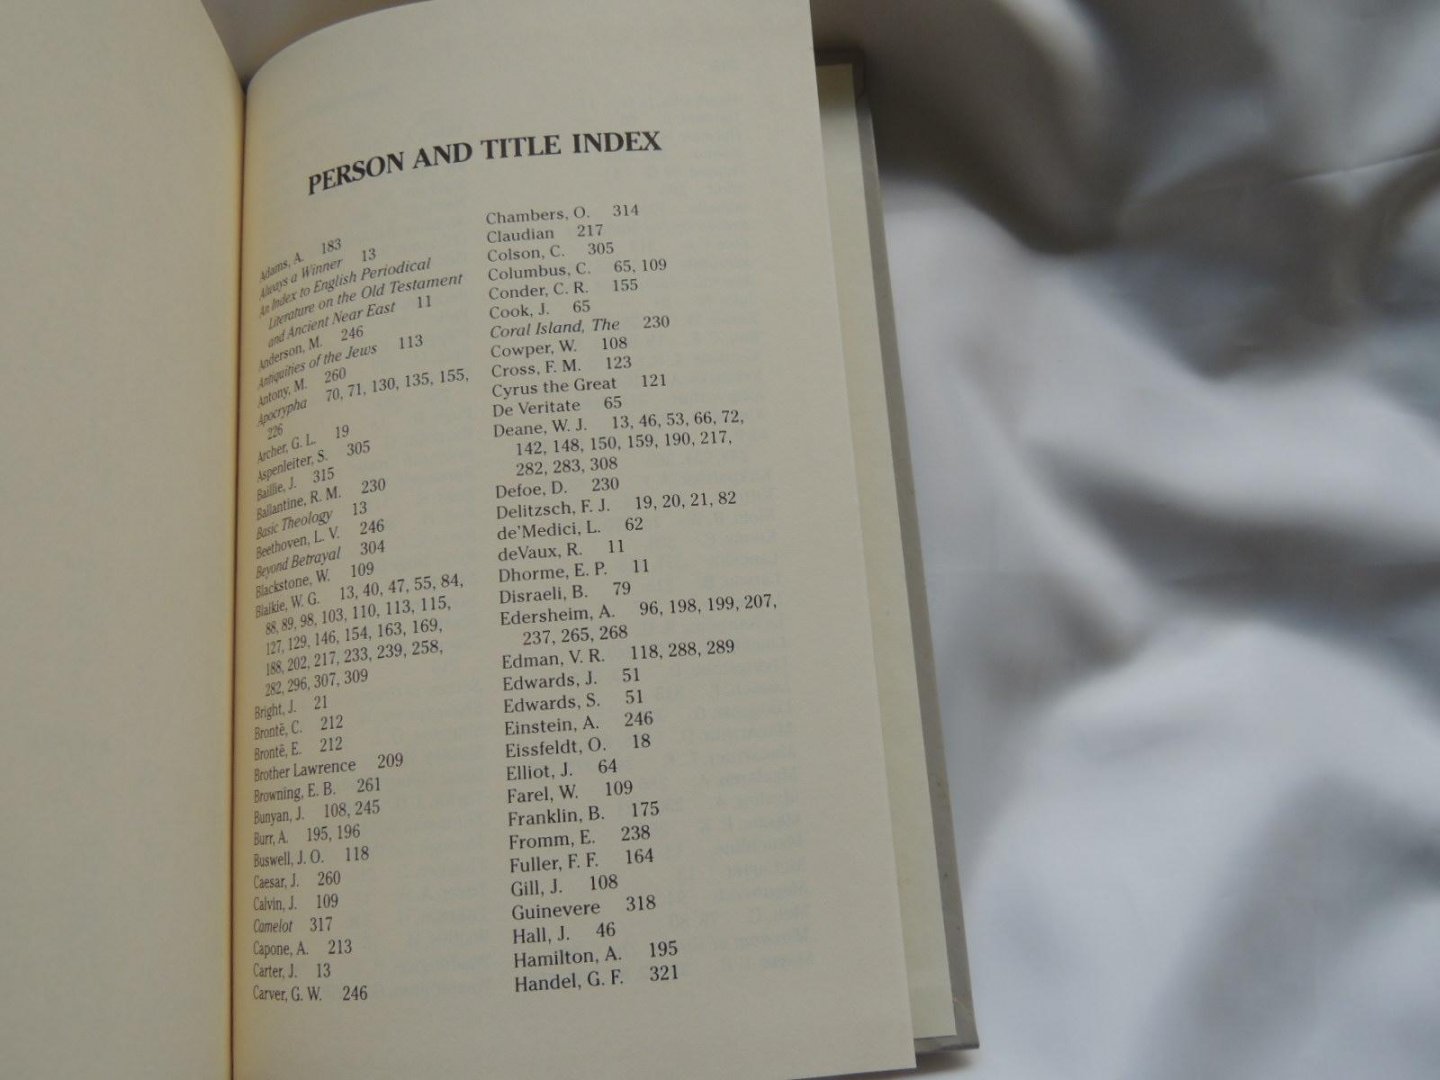 PERSON AND TITLE INDEX
Adams, A. 183
Always a Winner 13
An Index to English Periodical
Literature on the Old Testament
and Ancient Near East 11
Anderson, M. 246
Antiquities of the Jews 113
Antony, M. 260
Apocrypha 70, 71, 130, 135, 155,
226
Archer, G. L. 19
Aspenleiter, S. 305
Baillie, J. 315
Ballantine, R. M. 230
Basic Theology 13
Beethoven, L. V. 246
Beyond Betrayal 304
Blackstone, W. 109
Blaikie, W. G. 13, 40, 47, 55, 84,
88, 89, 98, 103, 110, 113, 115,
127, 129, 146, 154, 163, 169,
188, 202, 217, 233, 239, 258,
282, 296, 307, 309
Bright, J. 21
Brontë, C. 212
Brontë, E. 212
Brother Lawrence 209
Browning, E. B. 261
Bunyan, J. 108, 245
Burr, A. 195, 196
Buswell, J. O. 118
Caesar, J. 260
Calvin, J. 109
Camelot 317
Capone, A. 213
Carter, J. 13
Carver, G. W. 246
Chambers, O. 314
Claudian 217
Colson, C. 305
Columbus, C. 65, 109
Conder, C. R. 155
Cook, J. 65
Coral Island, The 230
Cowper, W. 108
Cross, F. M. 123
Cyrus the Great 121
De Veritate 65
Deane, W. J. 13, 46, 53, 66, 72,
142, 148, 150, 159, 190, 217,
282, 283, 308
Defoe, D. 230
Delitzsch, F. J. 19, 20, 21, 82
de'Medici, L. 62
deVaux, R. 11
Dhorme, E. P. 11
Disraeli, B. 79
Edersheim, A. 96, 198, 199, 207,
237, 265, 268
Edman, V. R. 118, 288, 289
Edwards, J. 51
Edwards, S. 51
Einstein, A. 246
Eissfeldt, O. 18
Elliot, J. 64
Farel, W. 109
Franklin, B. 175
Fromm, E. 238
Fuller, F. F. 164
Gill, J. 108
Guinevere 318
Hall, J. 46
Hamilton, A. 195
Handel, G. F. 321